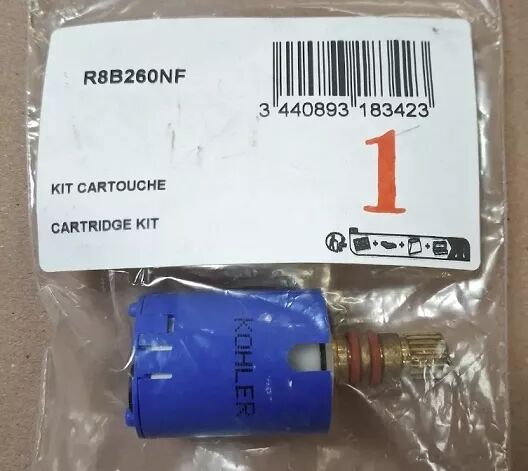 R8B260NF
3 440893 183423
1
KIT CARTOUCHE
CARTRIDGE KIT
KOHLER